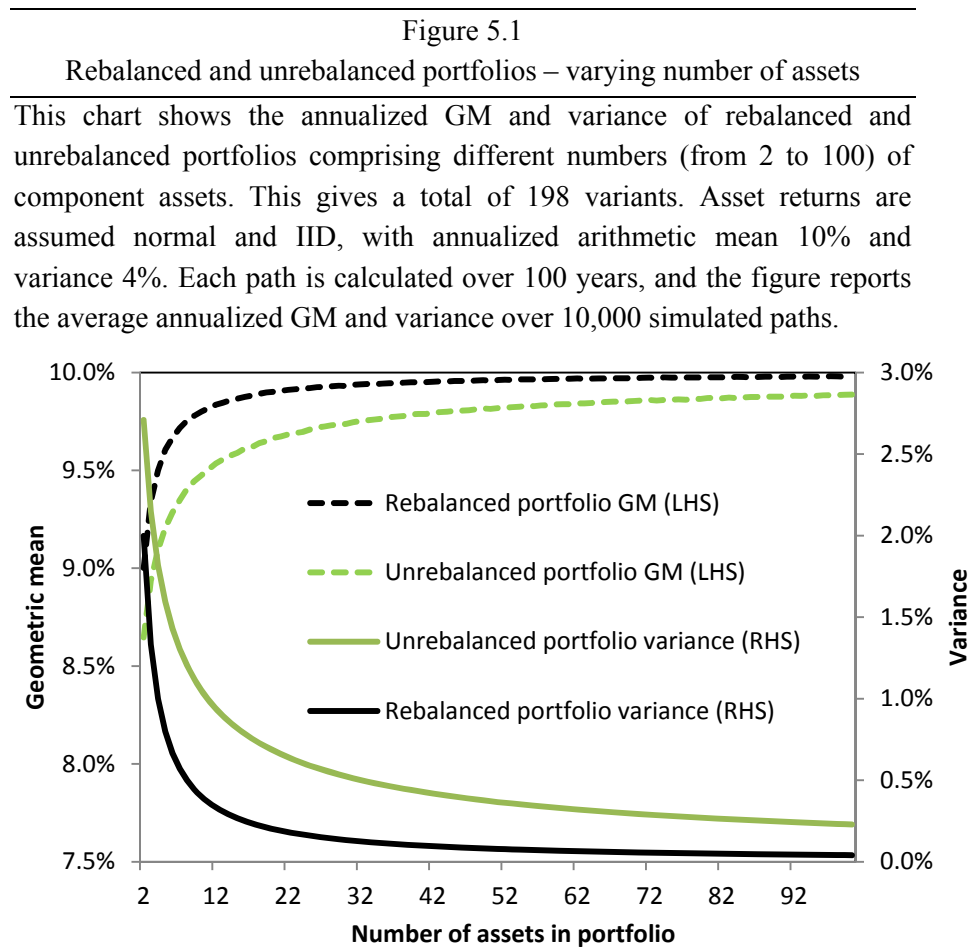 Figure 5.1
Rebalanced and unrebalanced portfolios – varying number of assets
This chart shows the annualized GM and variance of rebalanced and
unrebalanced portfolios comprising different numbers (from 2 to 100) of
component assets. This gives a total of 198 variants. Asset returns are
assumed normal and IID, with annualized arithmetic mean 10% and
variance 4%. Each path is calculated over 100 years, and the figure reports
the average annualized GM and variance over 10,000 simulated paths.
10.0%
9.5%
9.0%
8.5%
8.0%
7.5%
Geometric mean
Rebalanced portfolio GM (LHS)
Unrebalanced portfolio GM (LHS)
Unrebalanced portfolio variance (RHS)
Rebalanced portfolio variance (RHS)
3.0%
2.5%
2.0%
1.5%
1.0%
0.5%
0.0%
Variance
2 12 22 32 42 52 62 72 82 92
Number of assets in portfolio